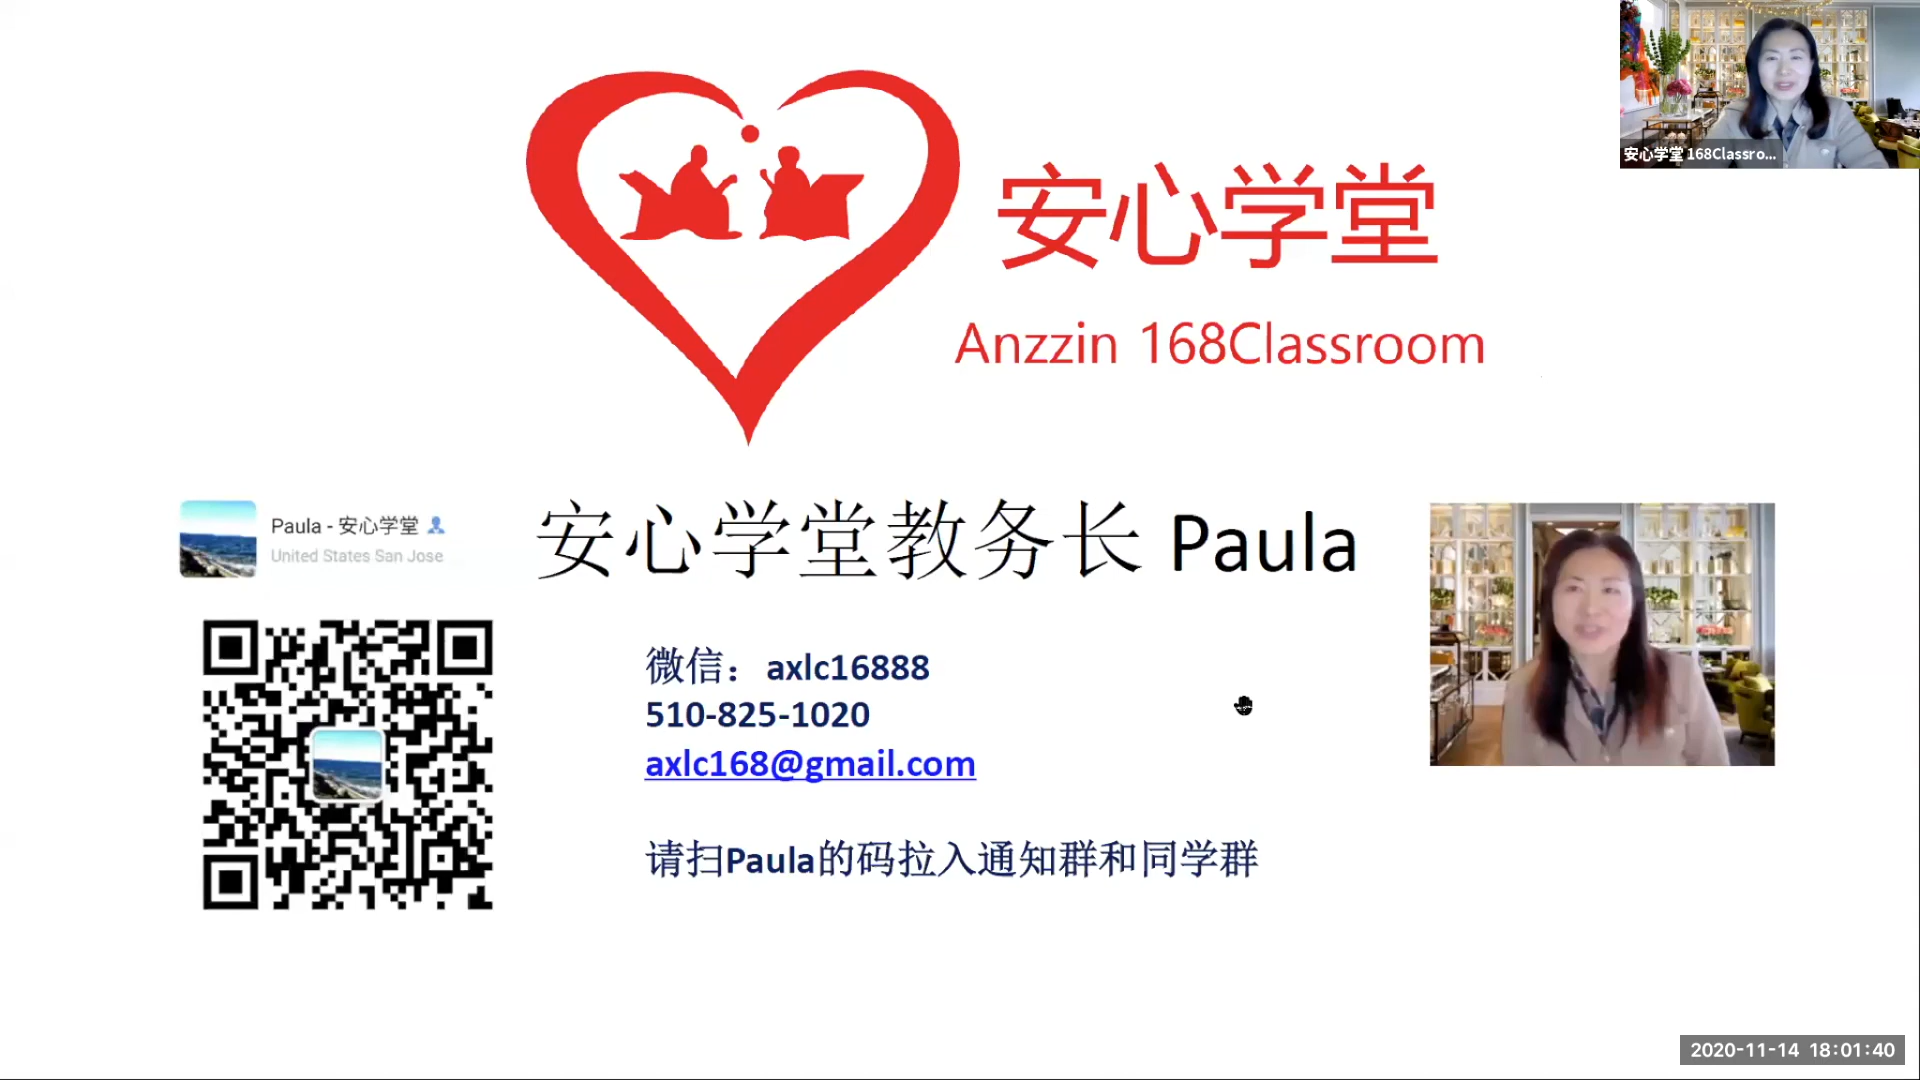 安心学堂 168Classro...
安心学堂
Anzzin 168Classroom
Paula - 安心学堂
United States San Jose
安心学堂教务长 Paula
微信：axlc16888
510-825-1020
axlc168@gmail.com
请扫Paula的码拉入通知群和同学群
2020-11-14 18:01:40